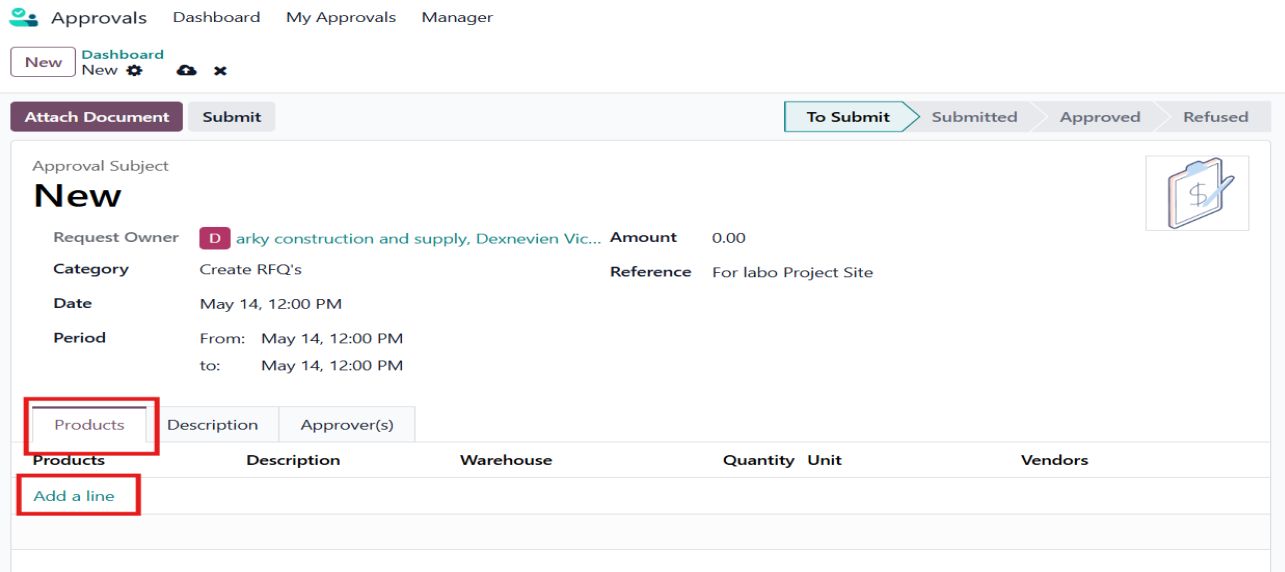 Approvals Dashboard My Approvals Manager
New Dashboard
New
Attach Document Submit To Submit Submitted Approved Refused
Approval Subject
New
$
Request Owner D arky construction and supply, Dexnevien Vic... Amount 0.00
Category Create RFQ's
Reference For labo Project Site
Date May 14, 12:00 PM
Period From: May 14, 12:00 PM
to: May 14, 12:00 PM
Products Description Approver(s)
Products Description Warehouse Quantity Unit Vendors
Add a line